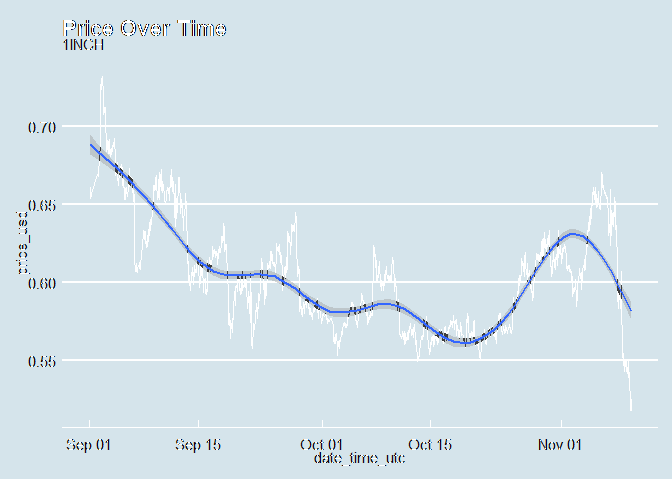 Price Over Time
1INCH
0.70
0.65
0.60
0.55
price_usd
Sep 01 Sep 15 Oct 01 Oct 15 Nov 01
date_time_utc